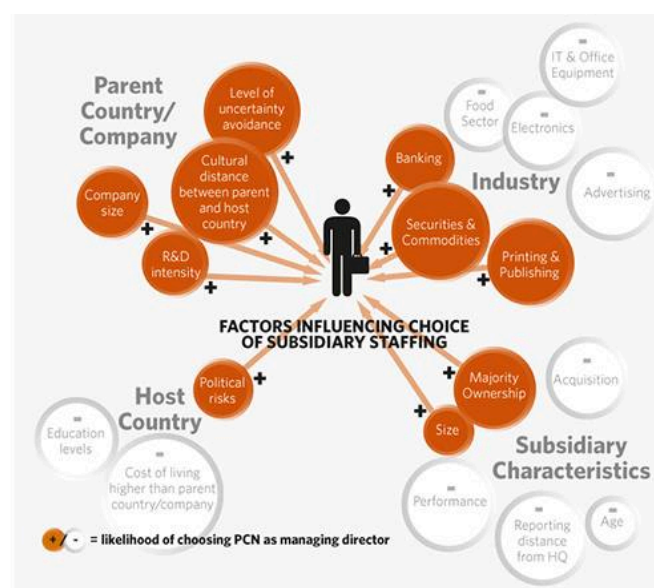 Parent
Country/
Company
Level of
uncertainty
avoidance
+
Cultural
distance
between parent
and host
country
+
Company
size
+
R&D
intensity
+
-
IT & Office
Equipment
-
Food
Sector
-
Electronics
Banking
+
Industry
-
Advertising
Securities &
Commodities
+
Printing &
Publishing
+
FACTORS INFLUENCING CHOICE
OF SUBSIDIARY STAFFING
Political
risks
+
Host
Country
-
Education
levels
-
Cost of living
higher than parent
country/company
Majority
Ownership
+
Size
+
-
Acquisition
Subsidiary
Characteristics
-
Performance
-
Reporting
distance
from HQ
-
Age
+/- = likelihood of choosing PCN as managing director